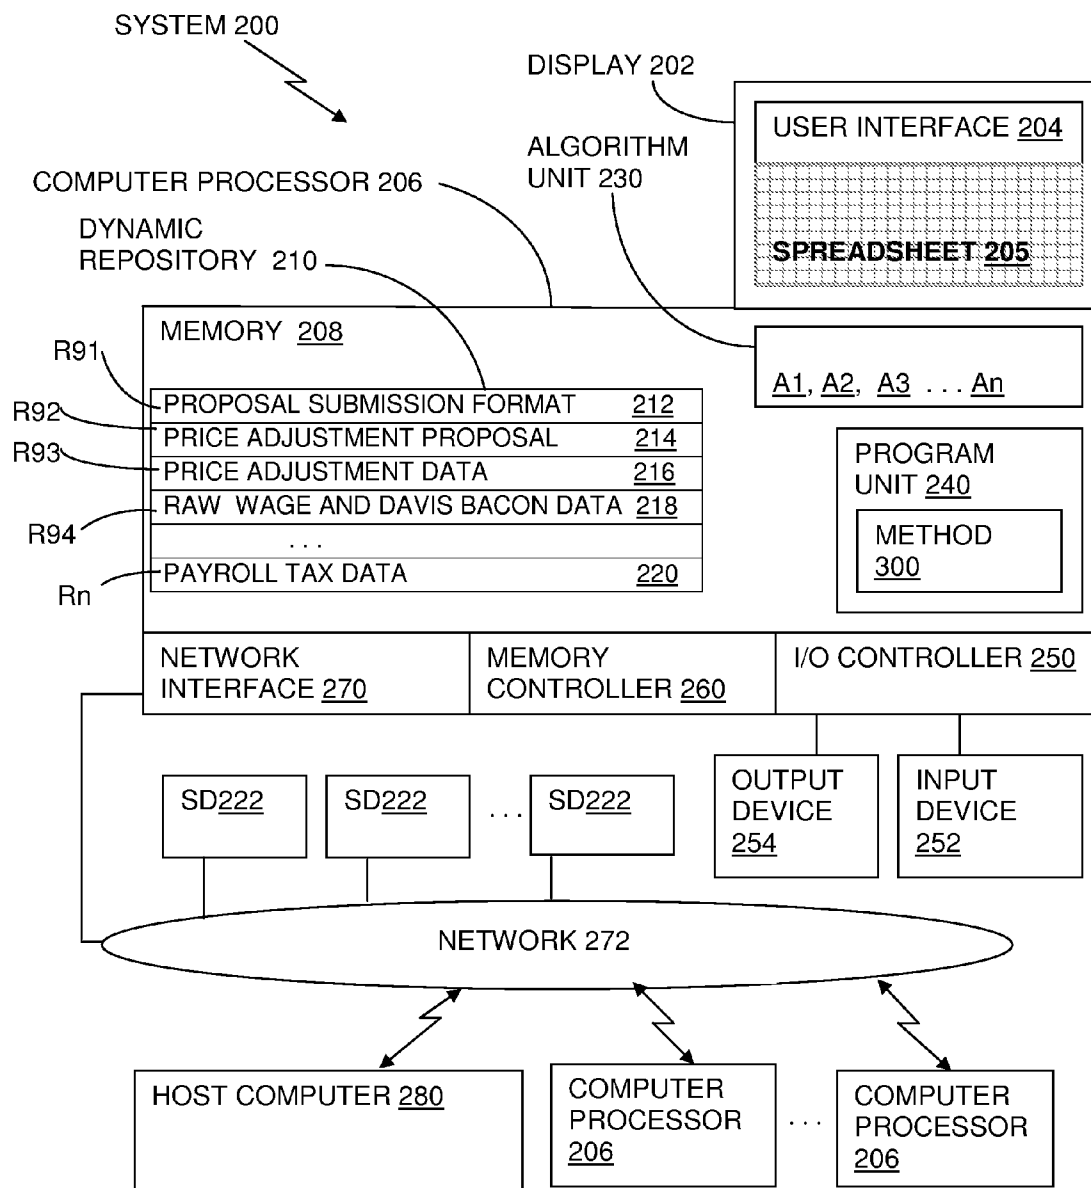 SYSTEM 200
DISPLAY 202
USER INTERFACE 204
SPREADSHEET 205
ALGORITHM
UNIT 230
COMPUTER PROCESSOR 206
DYNAMIC
REPOSITORY 210
MEMORY 208
A1, A2, A3 . . . An
R91
PROPOSAL SUBMISSION FORMAT 212
R92
PRICE ADJUSTMENT PROPOSAL 214
R93
PRICE ADJUSTMENT DATA 216
R94
RAW WAGE AND DAVIS BACON DATA 218
. . .
Rn
PAYROLL TAX DATA 220
PROGRAM
UNIT 240
METHOD
300
NETWORK
INTERFACE 270
MEMORY
CONTROLLER 260
I/O CONTROLLER 250
SD222
SD222
. . .
SD222
OUTPUT
DEVICE
254
INPUT
DEVICE
252
NETWORK 272
HOST COMPUTER 280
COMPUTER
PROCESSOR
206
. . .
COMPUTER
PROCESSOR
206